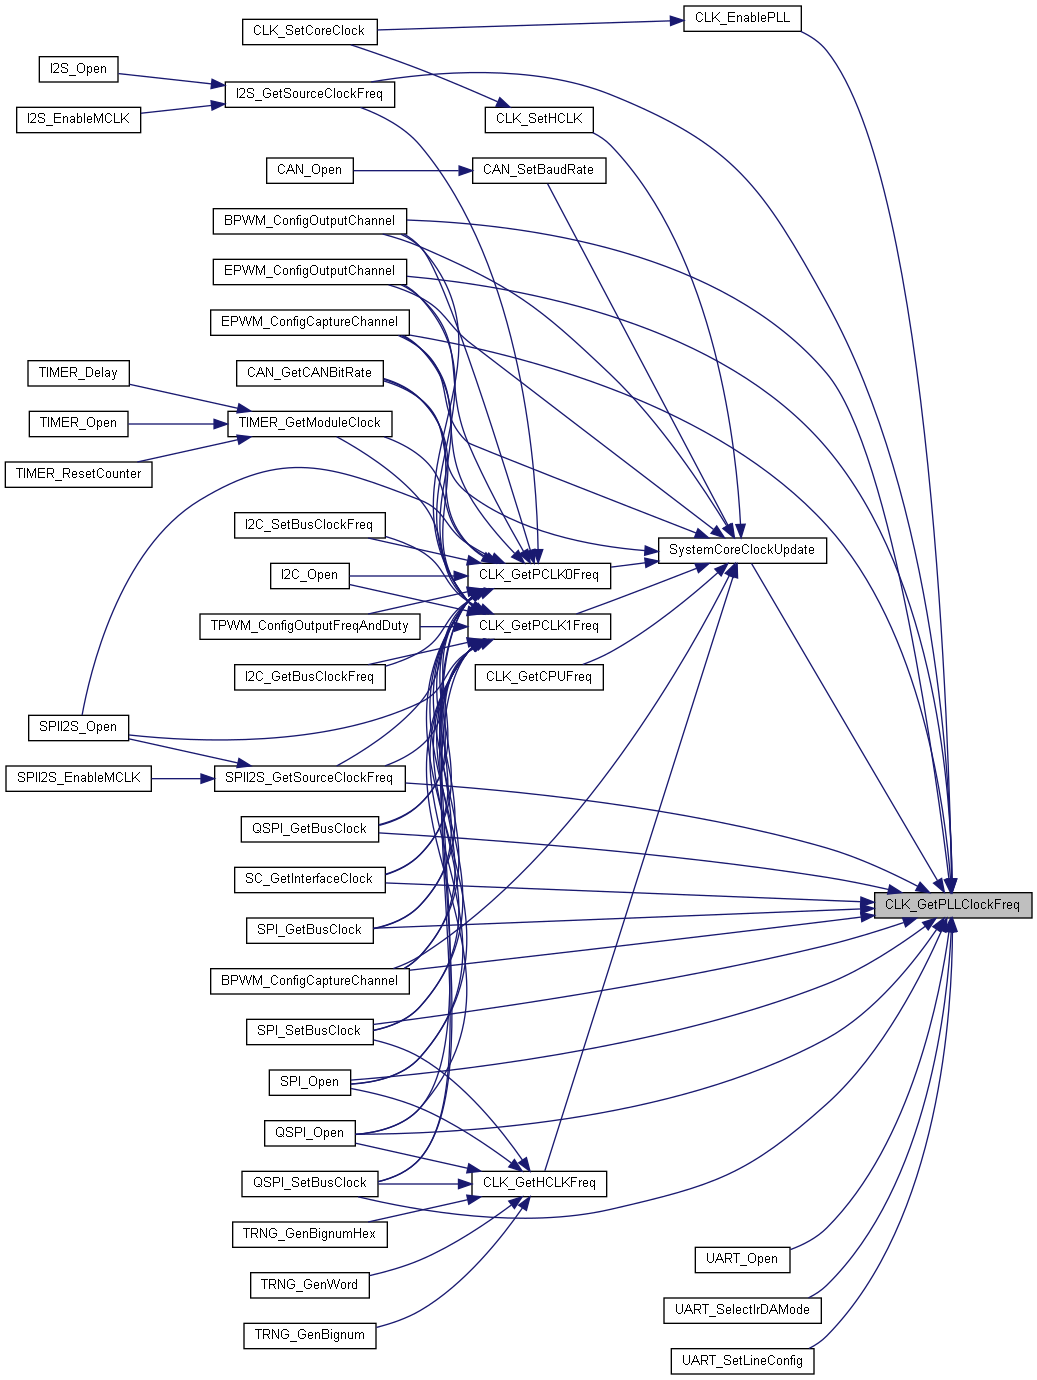 CLK_EnablePLL
CLK_SetCoreClock
I2S_Open
I2S_GetSourceClockFreq
I2S_EnableMCLK
CLK_SetHCLK
CAN_Open
CAN_SetBaudRate
BPWM_ConfigOutputChannel
EPWM_ConfigOutputChannel
EPWM_ConfigCaptureChannel
CAN_GetCANBitRate
TIMER_Delay
TIMER_Open
TIMER_GetModuleClock
TIMER_ResetCounter
I2C_SetBusClockFreq
SystemCoreClockUpdate
I2C_Open
CLK_GetPCLK0Freq
TPWM_ConfigOutputFreqAndDuty
CLK_GetPCLK1Freq
I2C_GetBusClockFreq
CLK_GetCPUFreq
SPII2S_Open
SPII2S_EnableMCLK
SPII2S_GetSourceClockFreq
QSPI_GetBusClock
SC_GetInterfaceClock
CLK_GetPLLClockFreq
SPI_GetBusClock
BPWM_ConfigCaptureChannel
SPI_SetBusClock
SPI_Open
QSPI_Open
QSPI_SetBusClock
CLK_GetHCLKFreq
TRNG_GenBignumHex
UART_Open
TRNG_GenWord
UART_SelectIrDAMode
TRNG_GenBignum
UART_SetLineConfig